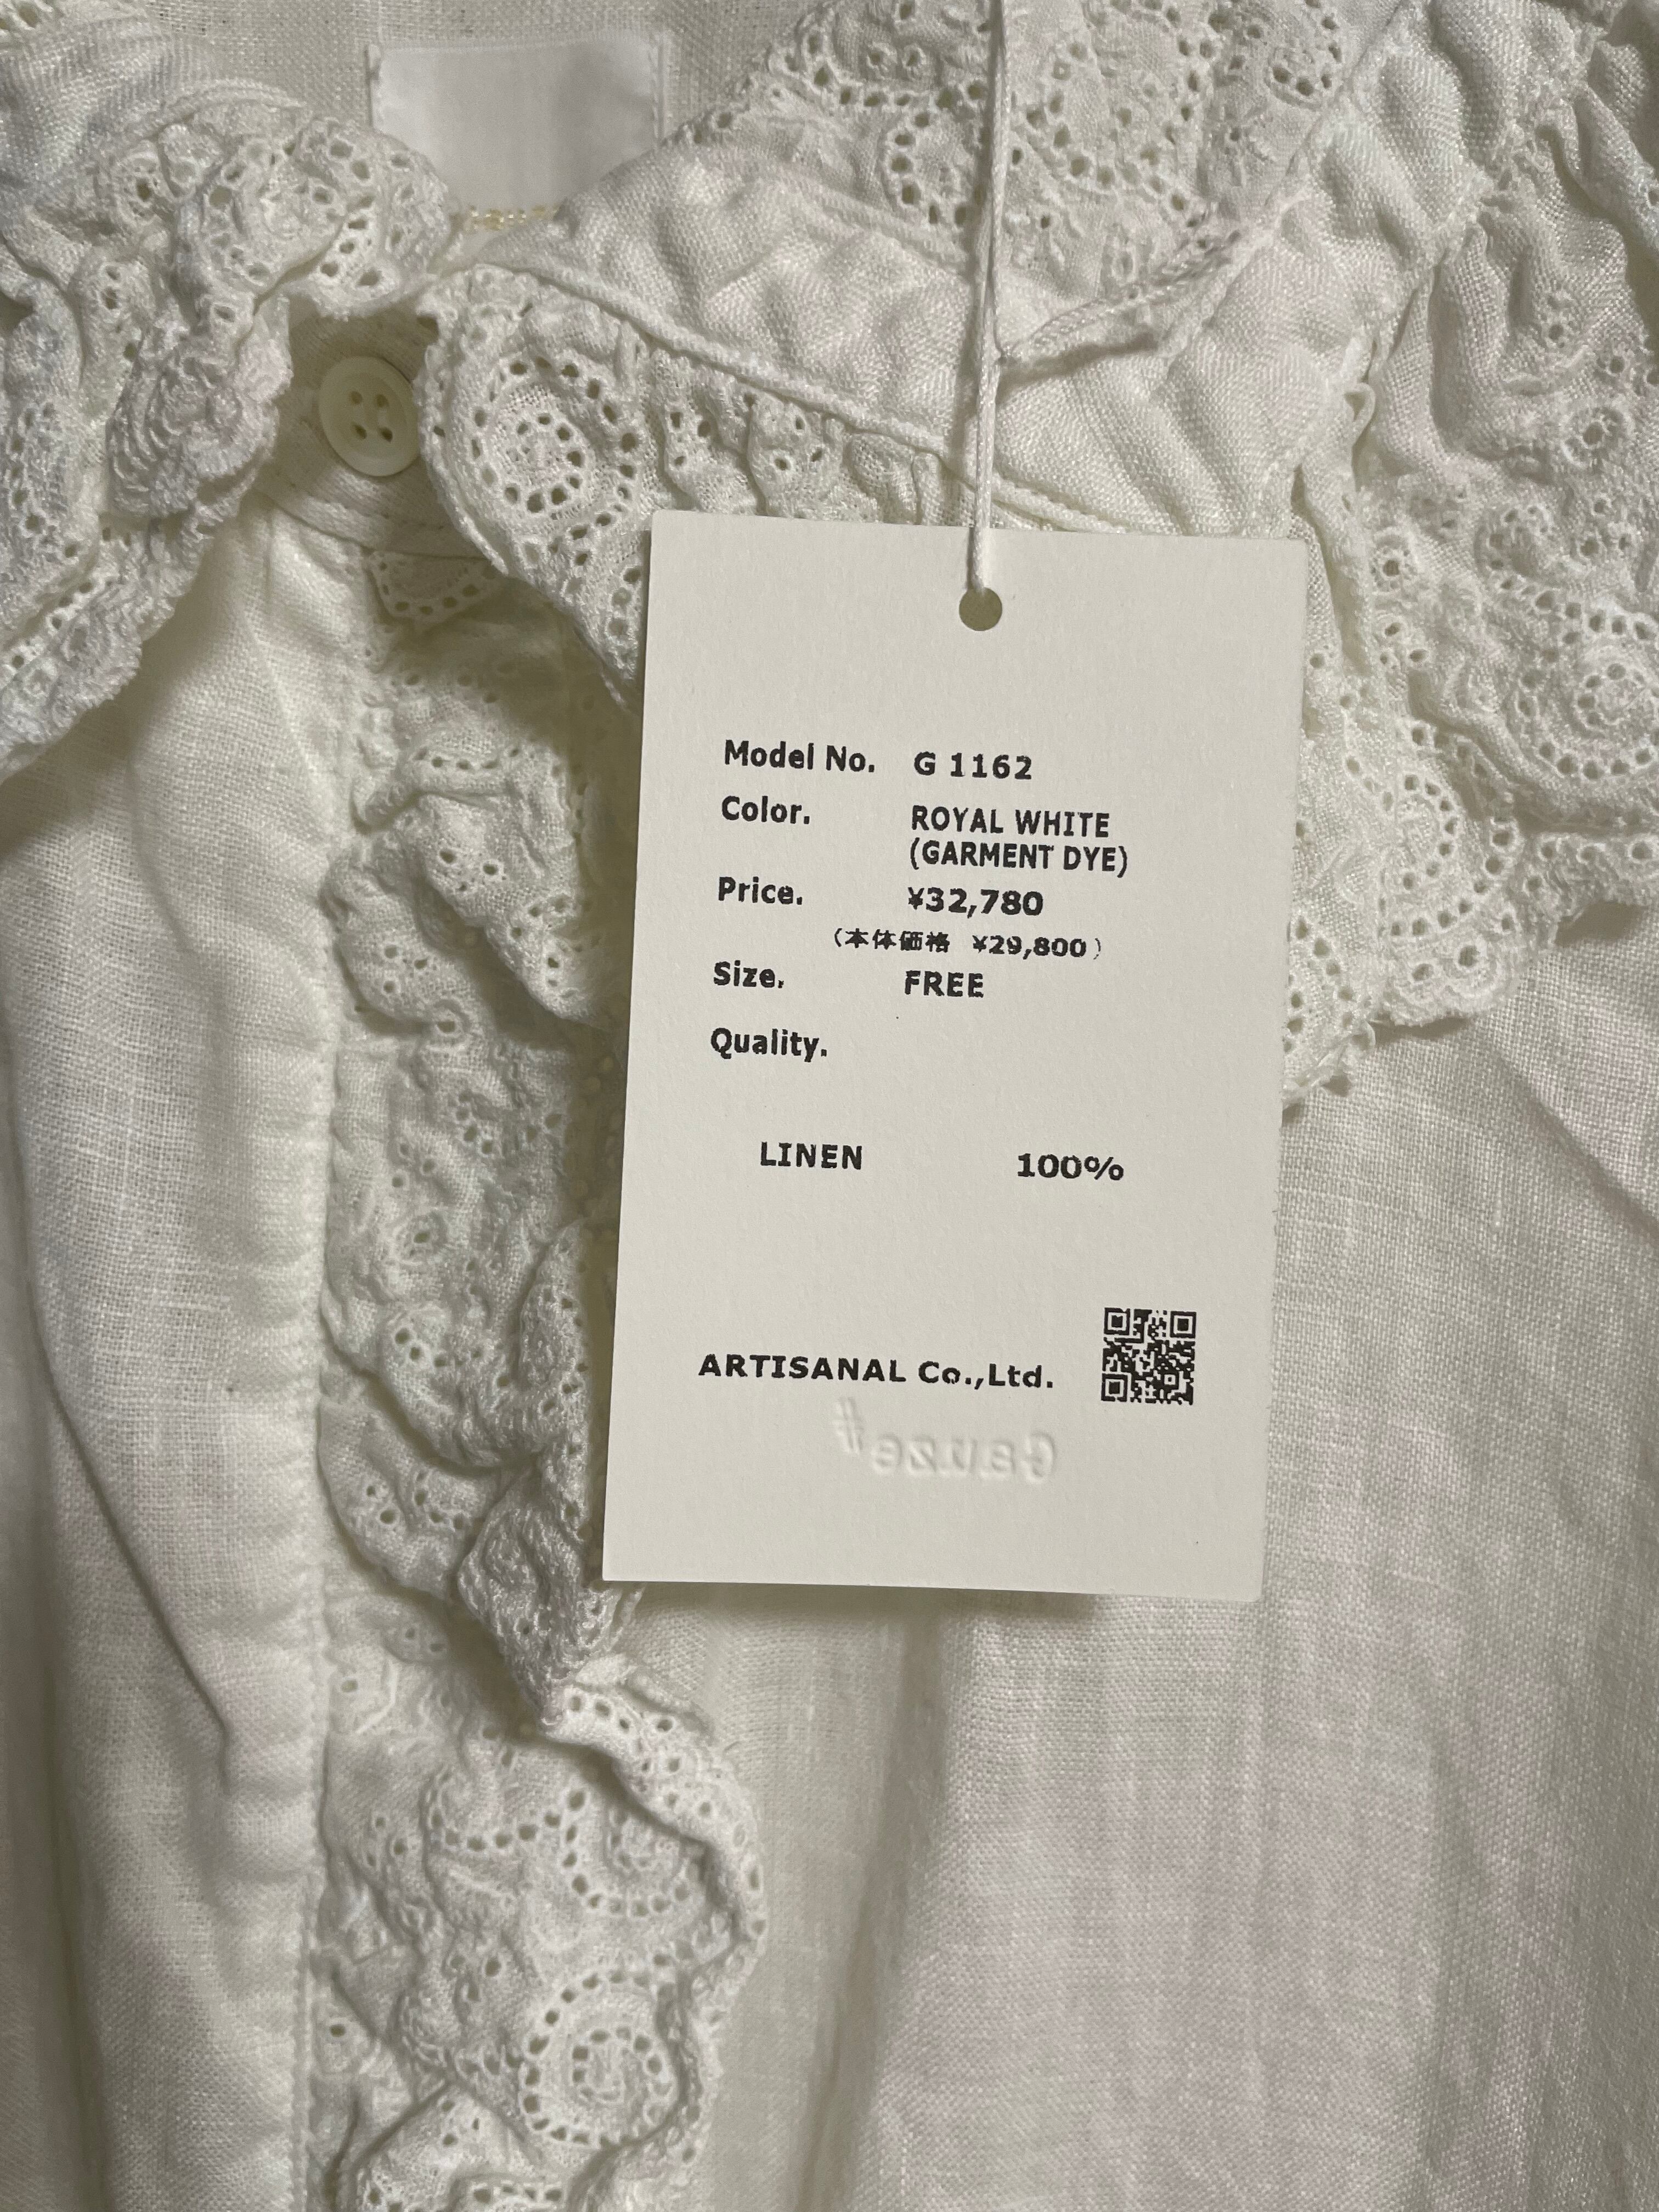 Model No. G 1162
Color. ROYAL WHITE
(GARMENT DYE)
Price. ¥32,780
(本体価格 ¥29,800)
Size. FREE
Quality.
LINEN 100%
ARTISANAL Co.,Ltd.
Gauze#